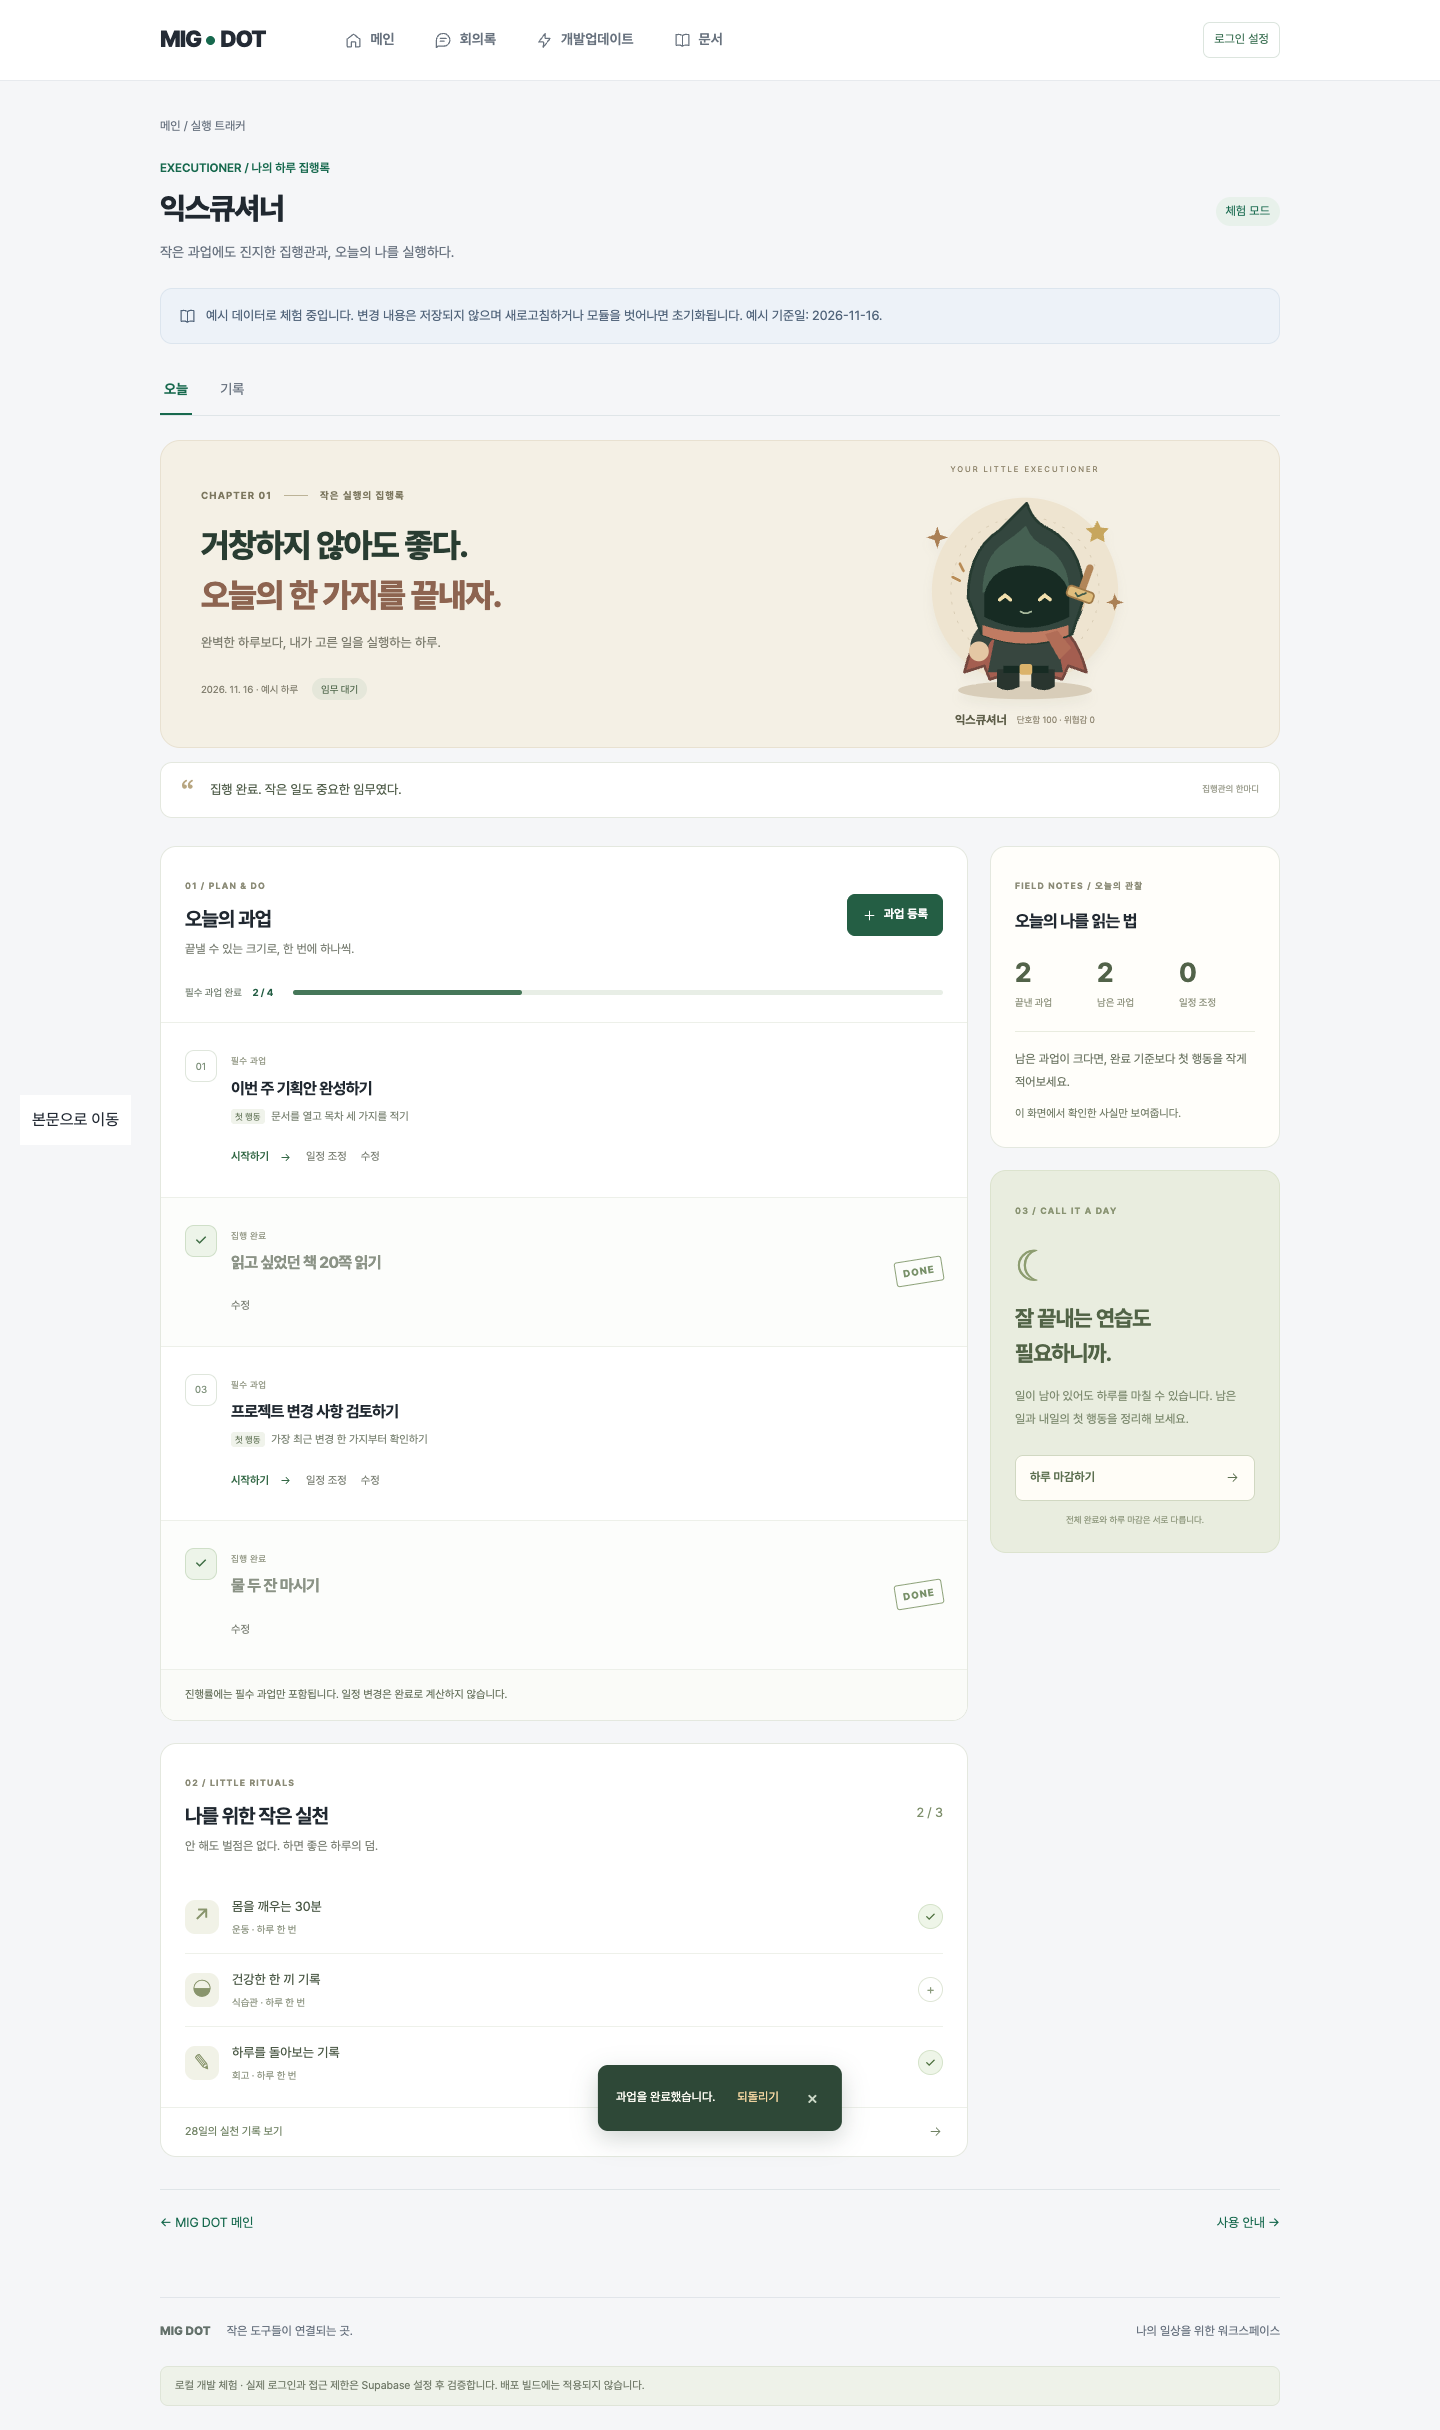 MIG DOT
메인
회의록
개발업데이트
문서
로그인 설정
메인 / 실행 트래커
EXECUTIONER / 나의 하루 집행록
익스큐셔너
체험 모드
작은 과업에도 진지한 집행관과, 오늘의 나를 실행하다.
예시 데이터로 체험 중입니다. 변경 내용은 저장되지 않으며 새로고침하거나 모듈을 벗어나면 초기화됩니다. 예시 기준일: 2026-11-16.
오늘
기록
CHAPTER 01 작은 실행의 집행록
거창하지 않아도 좋다.
오늘의 한 가지를 끝내자.
완벽한 하루보다, 내가 고른 일을 실행하는 하루.
2026. 11. 16 · 예시 하루
임무 대기
YOUR LITTLE EXECUTIONER
익스큐셔너 단호함 100 · 위협감 0
“ 집행 완료. 작은 일도 중요한 임무였다.
집행관의 한마디
01 / PLAN & DO
오늘의 과업
끝낼 수 있는 크기로, 한 번에 하나씩.
+ 과업 등록
필수 과업 완료 2 / 4
01
필수 과업
이번 주 기획안 완성하기
첫 행동 문서를 열고 목차 세 가지를 적기
시작하기 → 일정 조정 수정
✓
집행 완료
읽고 싶었던 책 20쪽 읽기
수정
DONE
03
필수 과업
프로젝트 변경 사항 검토하기
첫 행동 가장 최근 변경 한 가지부터 확인하기
시작하기 → 일정 조정 수정
✓
집행 완료
물 두 잔 마시기
수정
DONE
진행률에는 필수 과업만 포함됩니다. 일정 변경은 완료로 계산하지 않습니다.
FIELD NOTES / 오늘의 관찰
오늘의 나를 읽는 법
2 2 0
끝낸 과업 남은 과업 일정 조정
남은 과업이 크다면, 완료 기준보다 첫 행동을 작게
적어보세요.
이 화면에서 확인한 사실만 보여줍니다.
03 / CALL IT A DAY
잘 끝내는 연습도
필요하니까.
일이 남아 있어도 하루를 마칠 수 있습니다. 남은
일과 내일의 첫 행동을 정리해 보세요.
하루 마감하기 →
전체 완료와 하루 마감은 서로 다릅니다.
본문으로 이동
02 / LITTLE RITUALS
나를 위한 작은 실천
2 / 3
안 해도 벌점은 없다. 하면 좋은 하루의 덤.
↗ 몸을 깨우는 30분
운동 · 하루 한 번
✓
건강한 한 끼 기록
식습관 · 하루 한 번
+
하루를 돌아보는 기록
회고 · 하루 한 번
✓
28일의 실천 기록 보기 →
과업을 완료했습니다. 되돌리기 ×
← MIG DOT 메인
사용 안내 →
MIG DOT 작은 도구들이 연결되는 곳.
나의 일상을 위한 워크스페이스
로컬 개발 체험 · 실제 로그인과 접근 제한은 Supabase 설정 후 검증합니다. 배포 빌드에는 적용되지 않습니다.